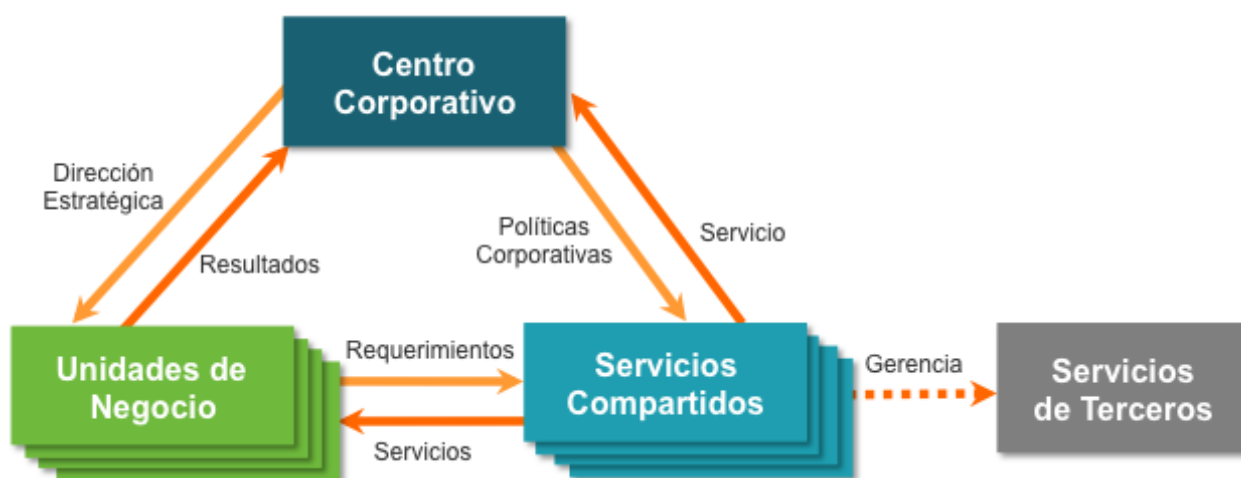 Centro
Corporativo
Dirección
Estratégica
Resultados
Políticas
Corporativas
Servicio
Unidades de
Negocio
Requerimientos
Servicios
Servicios
Compartidos
Gerencia
Servicios
de Terceros